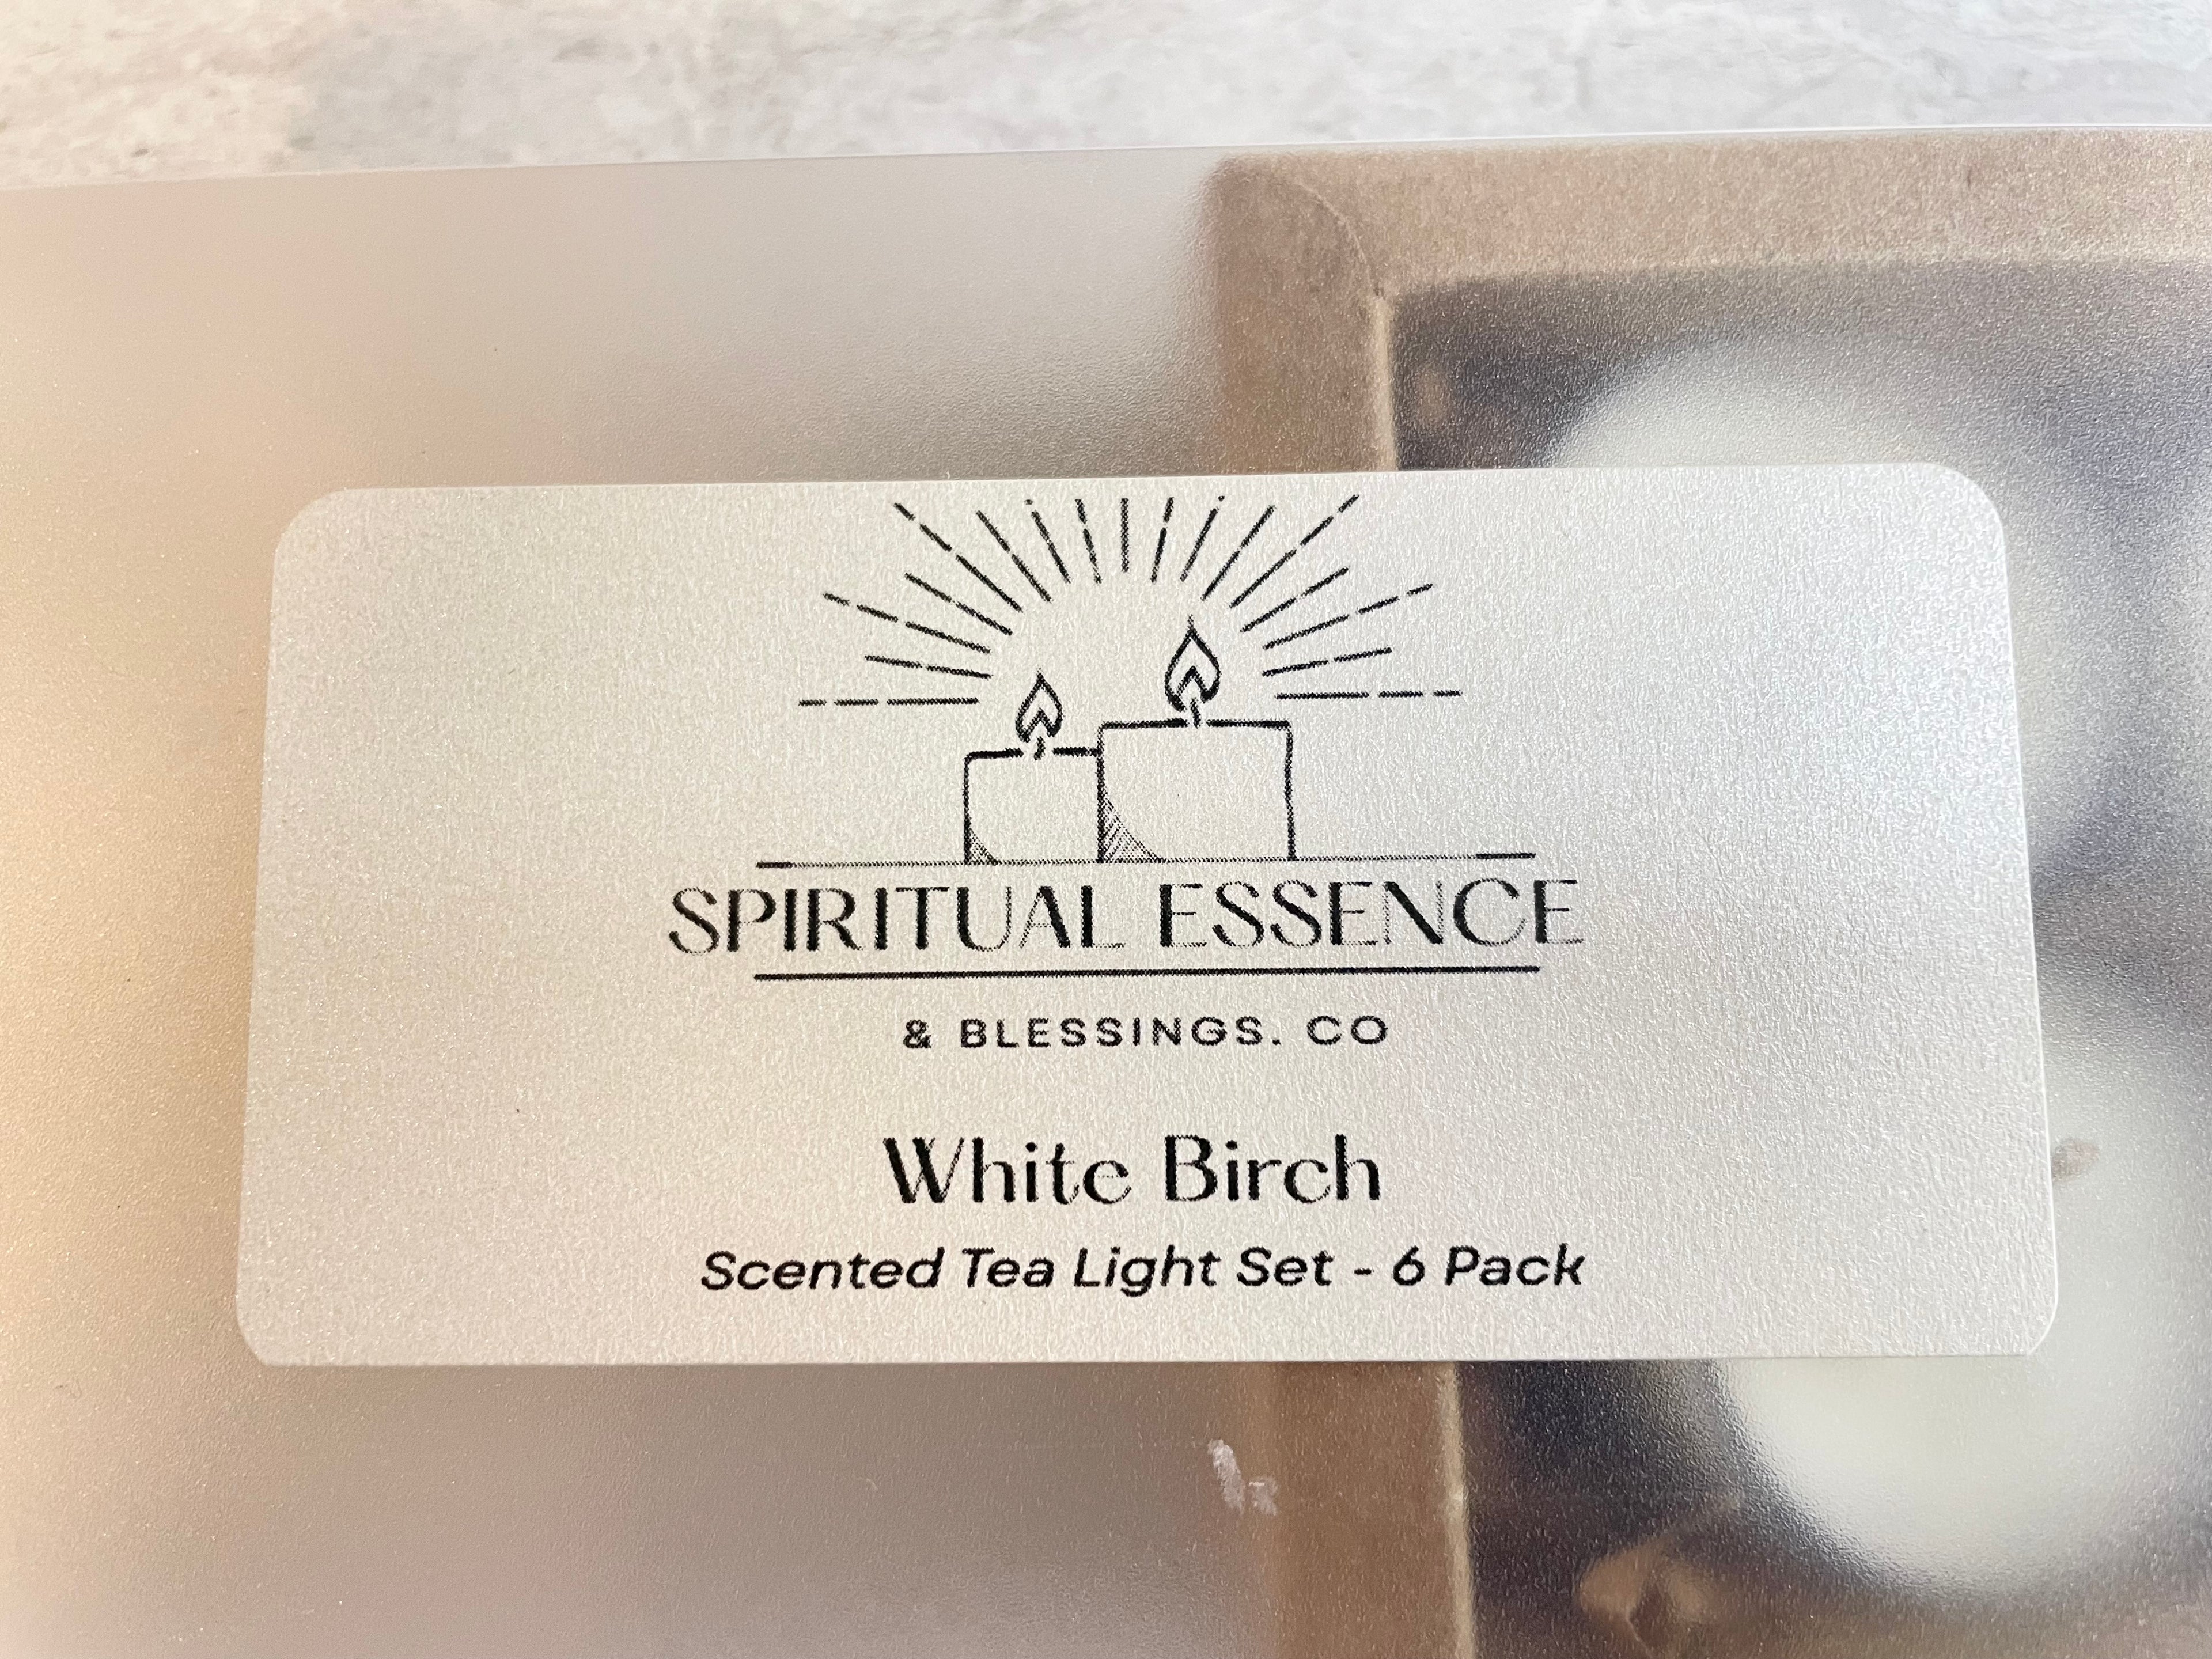 SPIRITUAL ESSENCE
& BLESSINGS. CO
White Birch
Scented Tea Light Set - 6 Pack